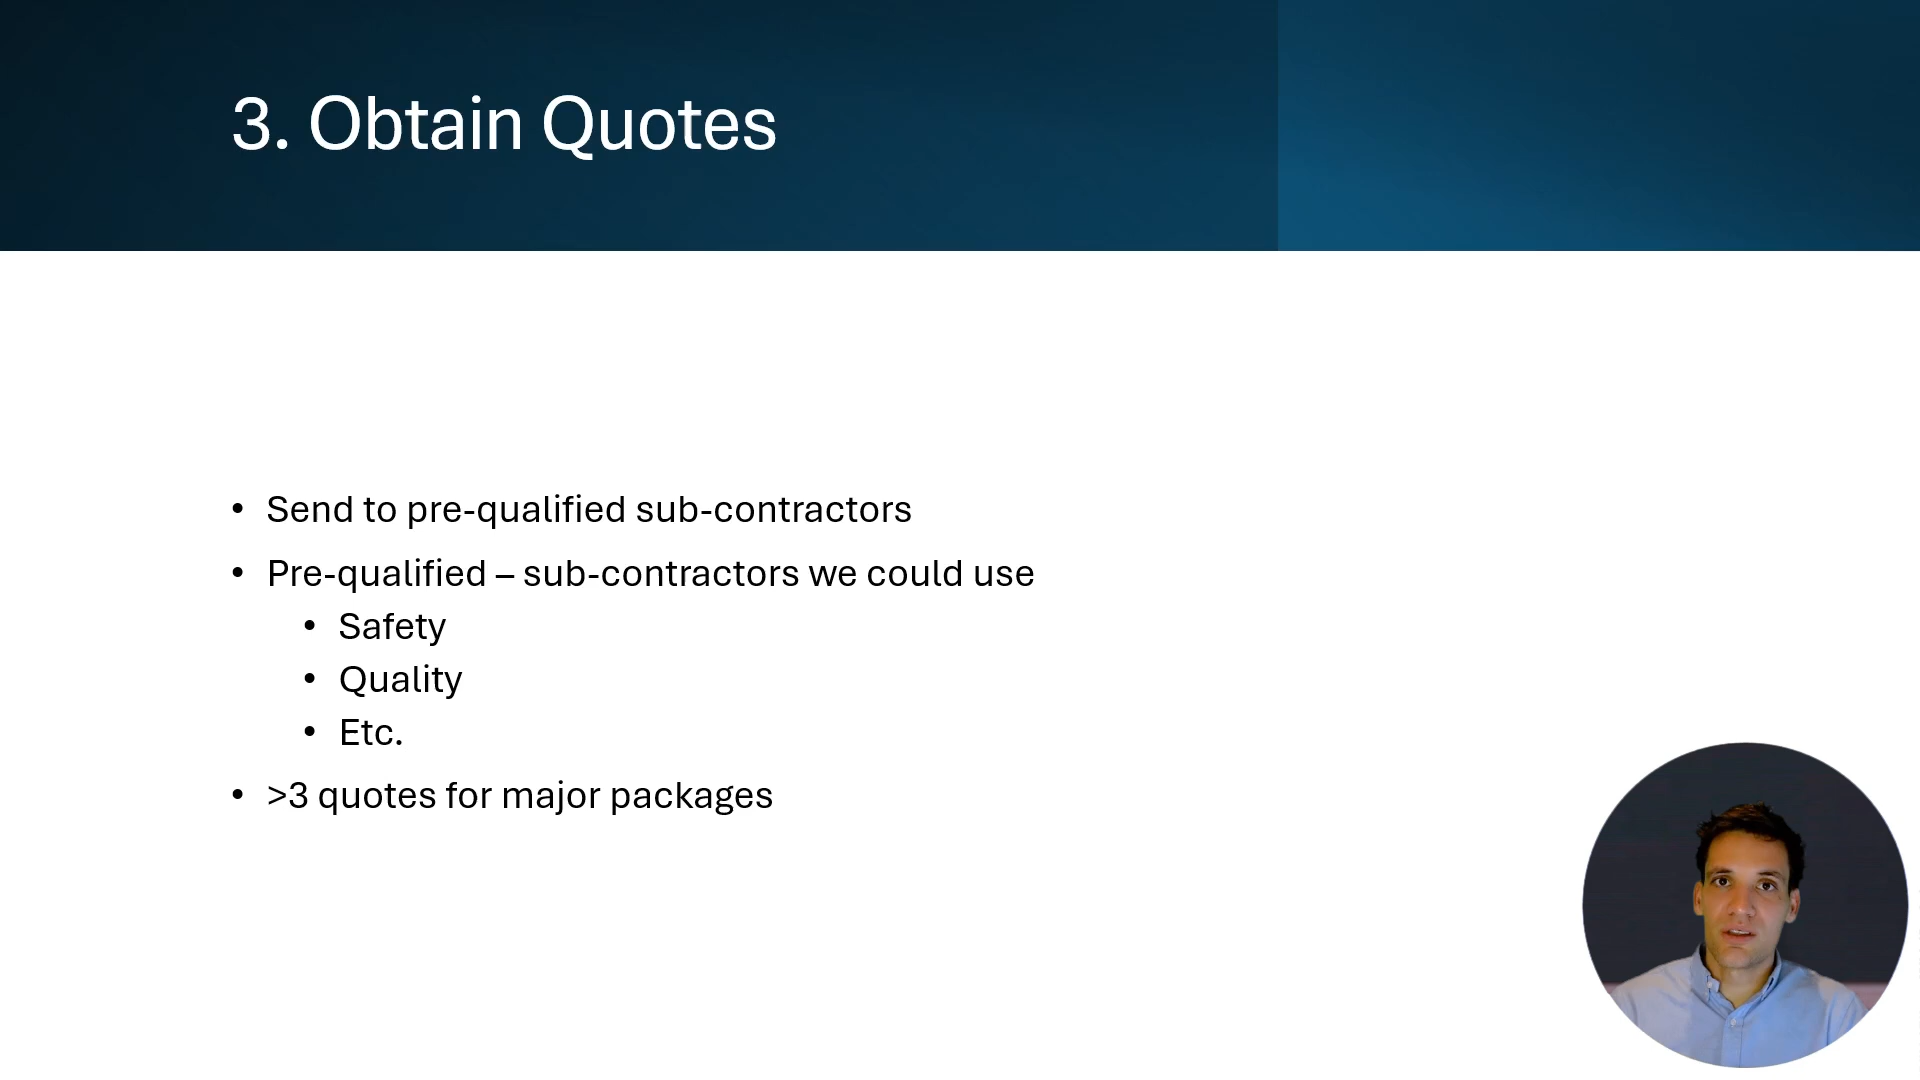 3. Obtain Quotes
• Send to pre-qualified sub-contractors
• Pre-qualified – sub-contractors we could use
• Safety
• Quality
• Etc.
• >3 quotes for major packages